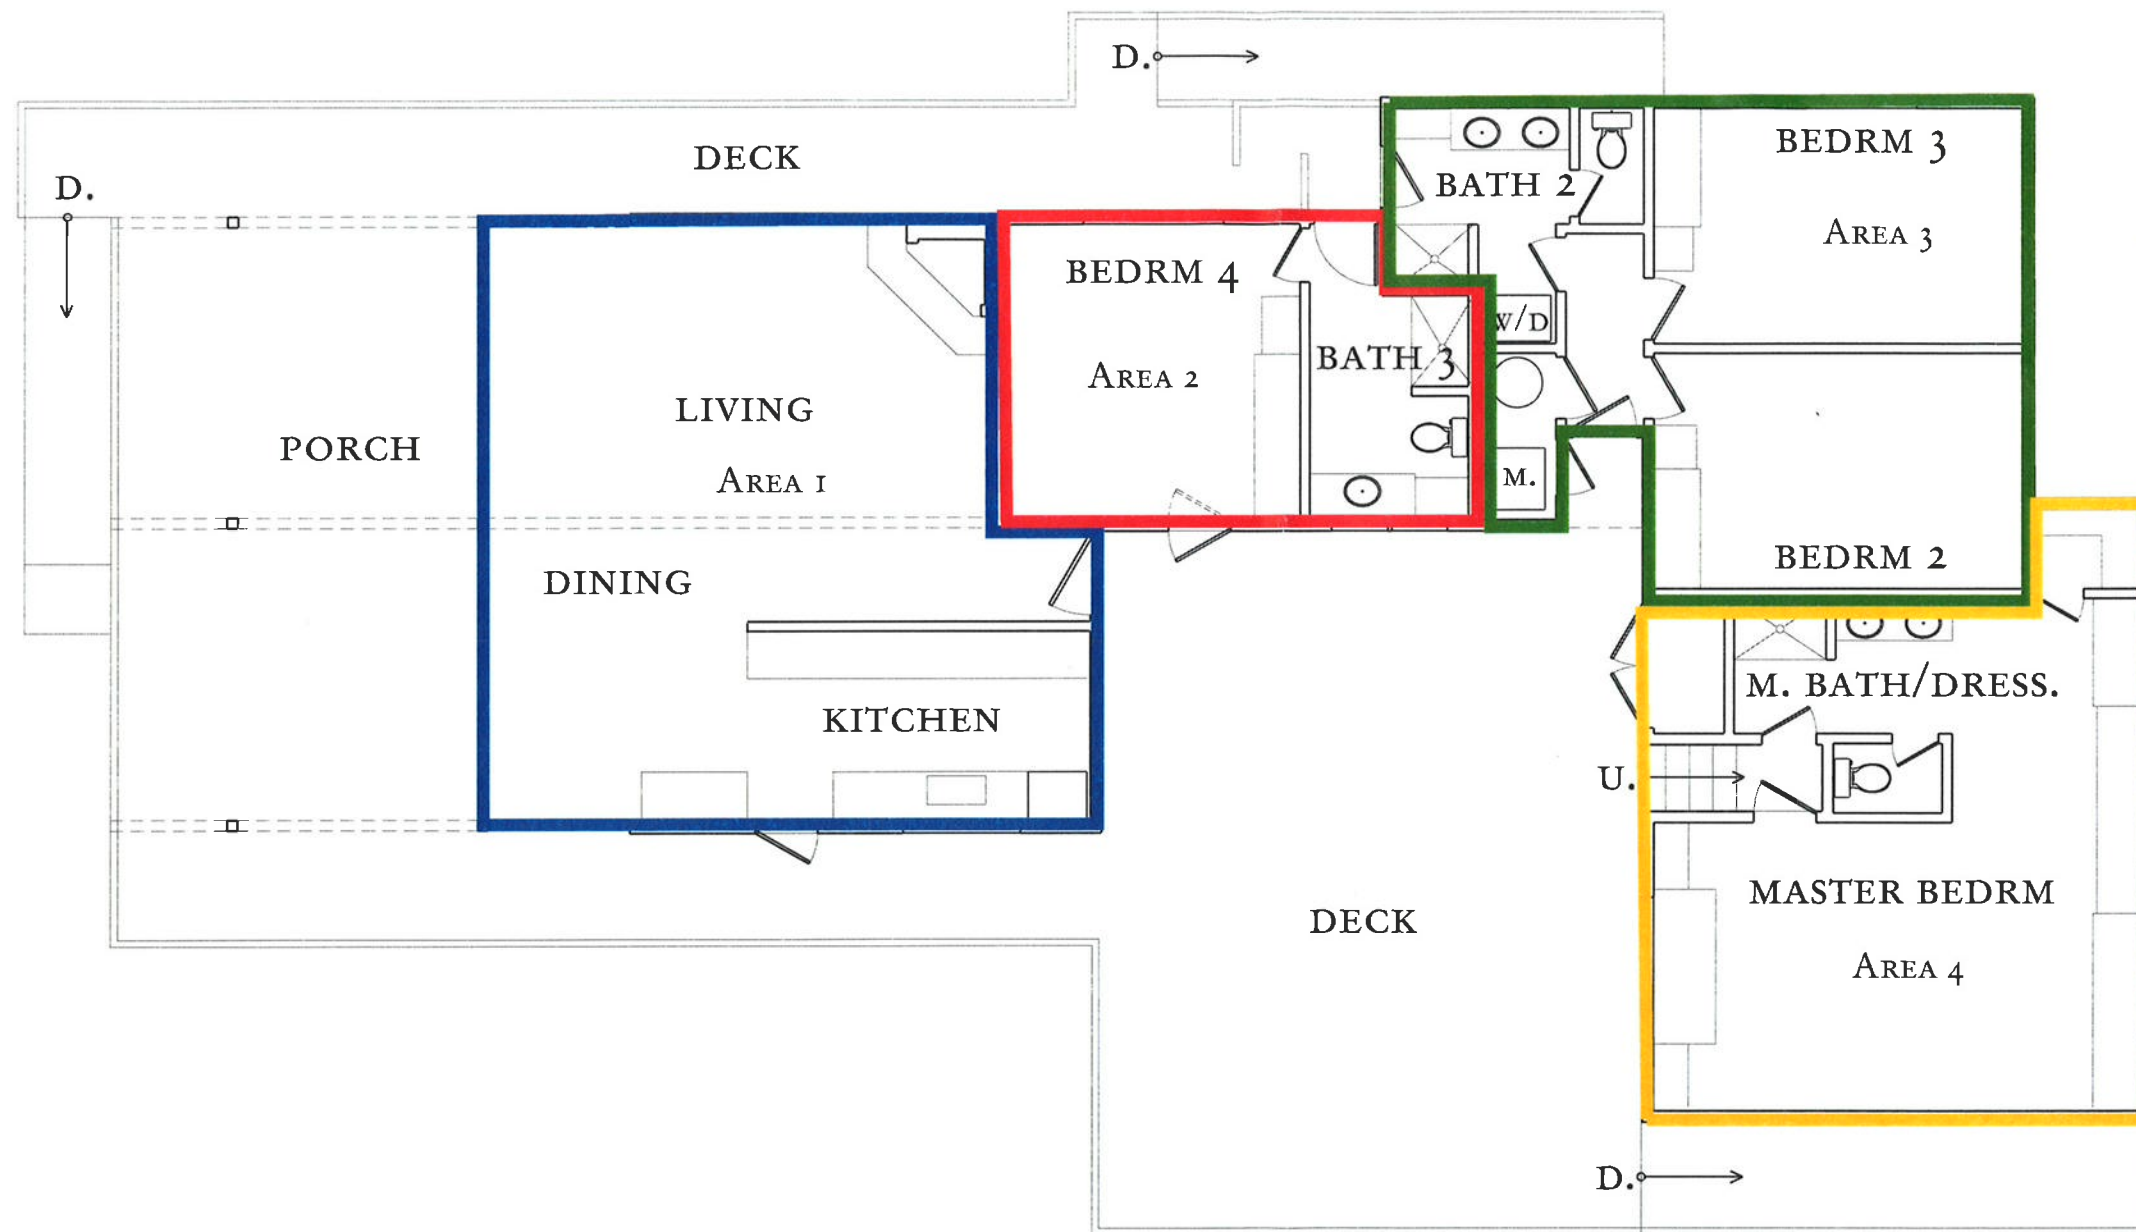 D.
DECK
D.
BEDRM 3
BATH 2
AREA 3
BEDRM 4
BATH 3
W/D
AREA 2
LIVING
PORCH
AREA 1
M.
DINING
BEDRM 2
M. BATH/DRESS.
KITCHEN
U.
MASTER BEDRM
DECK
AREA 4
D.